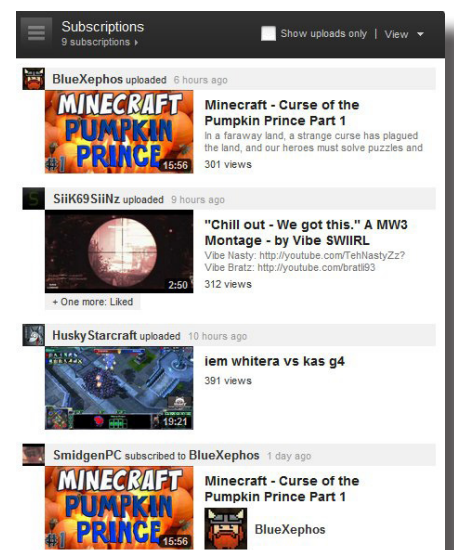 Subscriptions
9 subscriptions ▸
Show uploads only | View ▼
BlueXephos uploaded 6 hours ago
MINECRAFT
PUMPKIN
PRINCE
#1
15:56
Minecraft - Curse of the
Pumpkin Prince Part 1
In a faraway land, a strange curse has plagued
the land, and our heroes must solve puzzles and
301 views
SiiK69SiiNz uploaded 9 hours ago
2:50
"Chill out - We got this." A MW3
Montage - by Vibe SWIIRL
Vibe Nasty: http://youtube.com/TehNastyZz?
Vibe Bratz: http://youtube.com/bratli93
312 views
+ One more: Liked
HuskyStarcraft uploaded 10 hours ago
19:21
iem whitera vs kas g4
391 views
SmidgenPC subscribed to BlueXephos 1 day ago
MINECRAFT
PUMPKIN
PRINCE
#1
15:56
Minecraft - Curse of the
Pumpkin Prince Part 1
BlueXephos